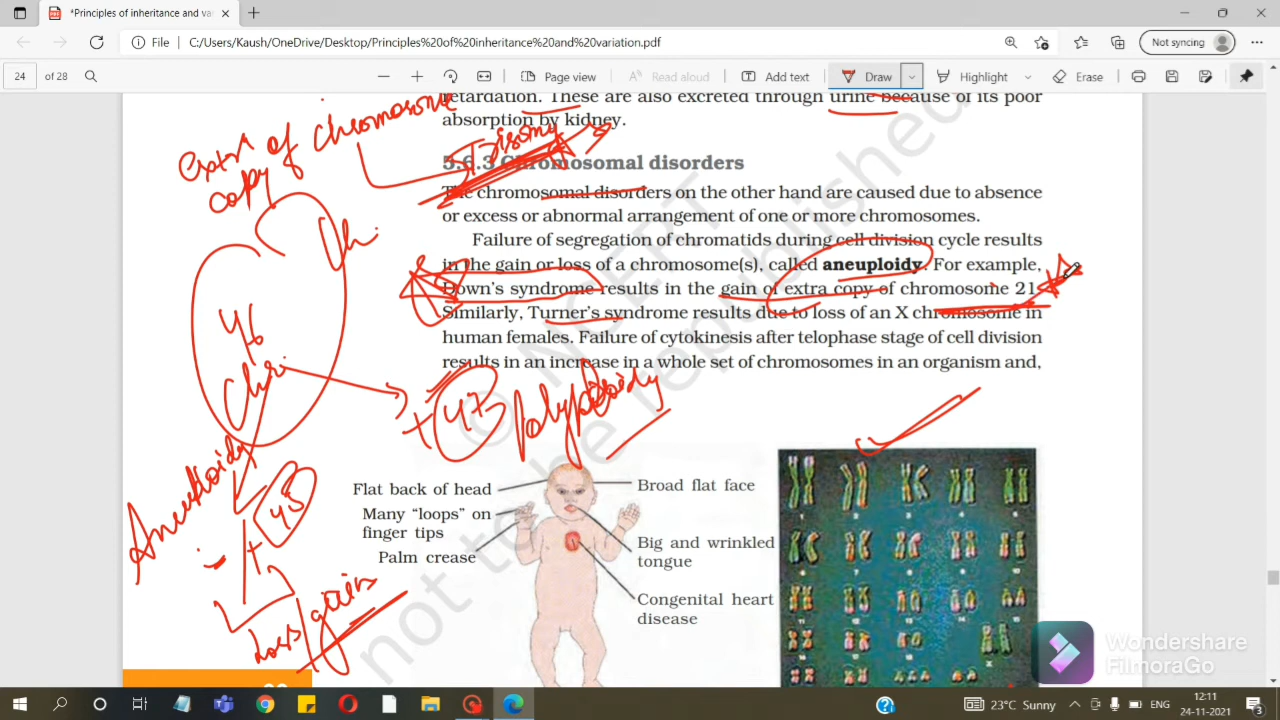 *Principles of inheritance and va
File
C:/Users/Kaush/OneDrive/Desktop/Principles%20of%20inheritance%20and%20variation.pdf
Not syncing
24 of 28
Page view
Read aloud
Add text
Draw
Highlight
Erase
retardation. These are also excreted through urine because of its poor
absorption by kidney.
extra
copy of chromosome
Trisomy
5.6.3 Chromosomal disorders
The chromosomal disorders on the other hand are caused due to absence
or excess or abnormal arrangement of one or more chromosomes.
Failure of segregation of chromatids during cell division cycle results
in the gain or loss of a chromosome(s), called aneuploidy. For example,
Down's syndrome results in the gain of extra copy of chromosome 21.
Similarly, Turner's syndrome results due to loss of an X chromosome in
human females. Failure of cytokinesis after telophase stage of cell division
results in an increase in a whole set of chromosomes in an organism and,
46
Chr
+ 47
polyploidy
Aneuploidy
45
- +
Loss/gain
Flat back of head
Many "loops" on
finger tips
Palm crease
Broad flat face
Big and wrinkled
tongue
Congenital heart
disease
© NCERT
not to be republished
Wondershare
FilmoraGo
23°C Sunny
12:11
24-11-2021
3